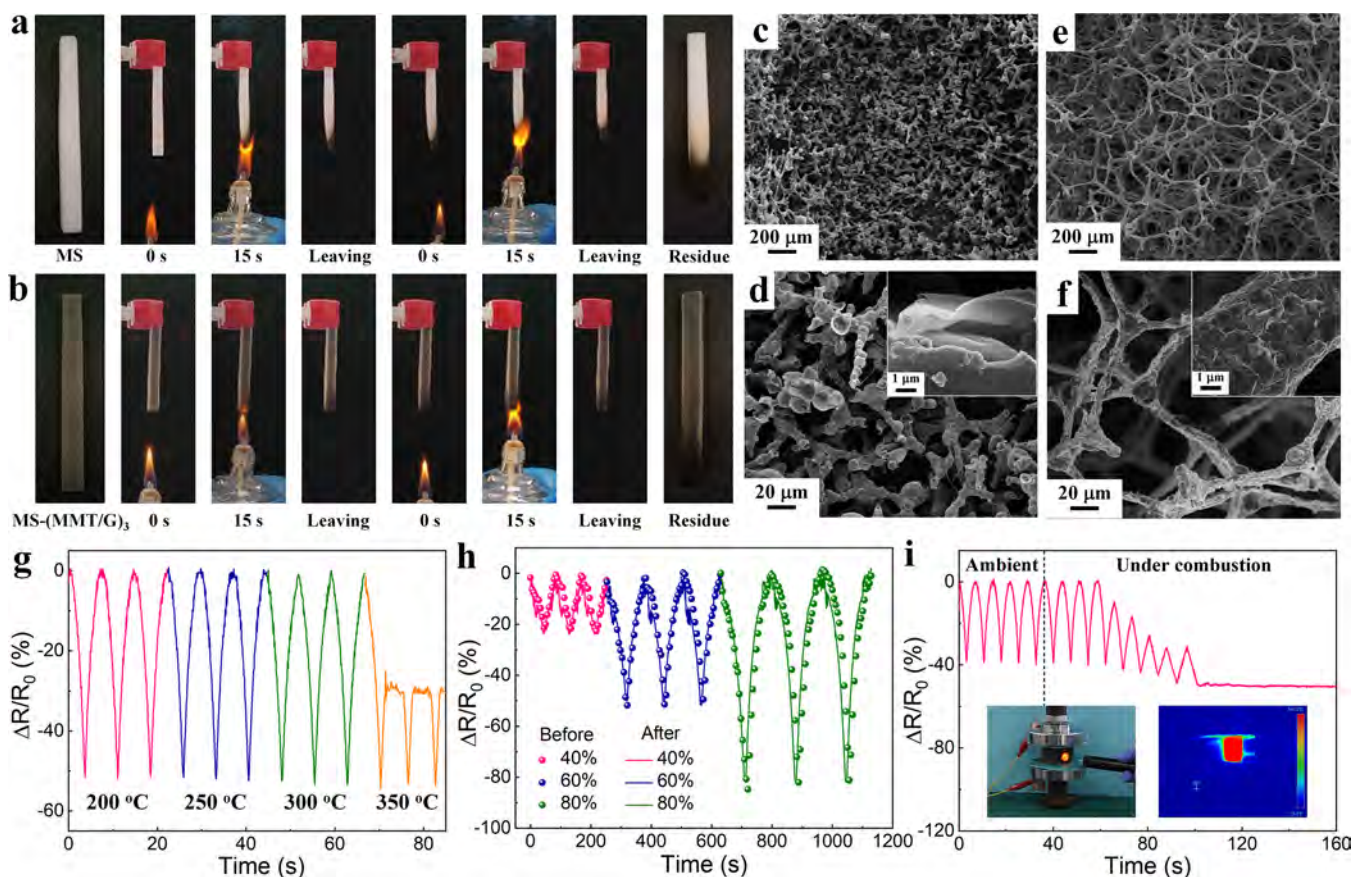 a
MS
0 s
15 s
Leaving
0 s
15 s
Leaving
Residue
b
MS-(MMT/G)₃
0 s
15 s
Leaving
0 s
15 s
Leaving
Residue
c
200 μm
e
200 μm
d
1 μm
20 μm
f
1 μm
20 μm
g
ΔR/R₀ (%)
0
-20
-40
-60
200 °C
250 °C
300 °C
350 °C
0
20
40
60
80
Time (s)
h
ΔR/R₀ (%)
0
-20
-40
-60
-80
-100
Before
After
40%
40%
60%
60%
80%
80%
0
200
400
600
800
1000
1200
Time (s)
i
Ambient
Under combustion
ΔR/R₀ (%)
0
-40
-80
-120
0
20
40
60
80
100
120
160
Time (s)